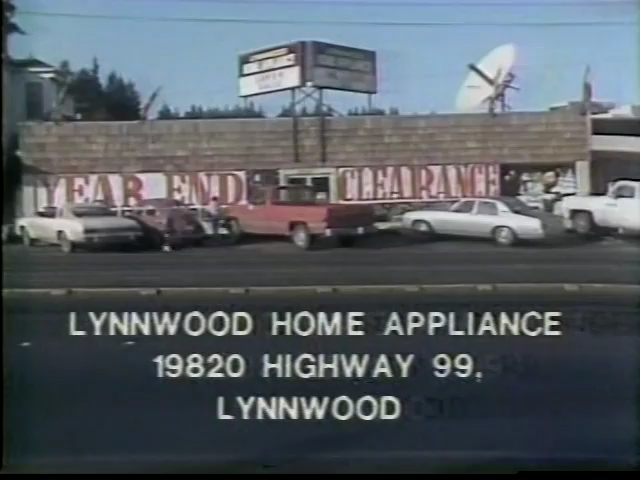 YEAR END CLEARANCE
LYNNWOOD HOME APPLIANCE
19820 HIGHWAY 99,
LYNNWOOD